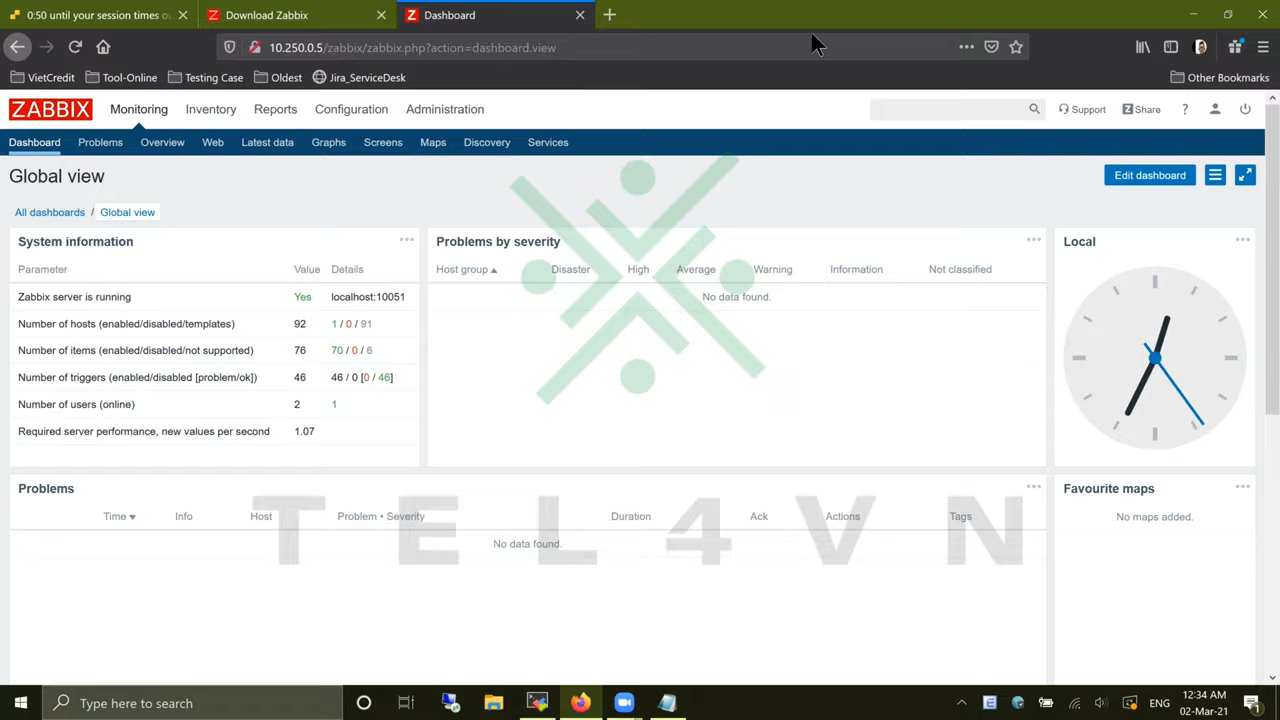 0:50 until your session times o
Download Zabbix
Dashboard
10.250.0.5/zabbix/zabbix.php?action=dashboard.view
VietCredit
Tool-Online
Testing Case
Oldest
Jira_ServiceDesk
Other Bookmarks
ZABBIX
Monitoring
Inventory
Reports
Configuration
Administration
Support
Z Share
?
Dashboard
Problems
Overview
Web
Latest data
Graphs
Screens
Maps
Discovery
Services
Global view
Edit dashboard
All dashboards / Global view
System information
Parameter Value Details
Zabbix server is running Yes localhost:10051
Number of hosts (enabled/disabled/templates) 92 1 / 0 / 91
Number of items (enabled/disabled/not supported) 76 70 / 0 / 6
Number of triggers (enabled/disabled [problem/ok]) 46 46 / 0 [0 / 46]
Number of users (online) 2 1
Required server performance, new values per second 1.07
Problems by severity
Host group Disaster High Average Warning Information Not classified
No data found.
Local
Problems
Time Info Host Problem • Severity Duration Ack Actions Tags
No data found.
Favourite maps
No maps added.
TEL4VN
Type here to search
ENG
12:34 AM
02-Mar-21
1